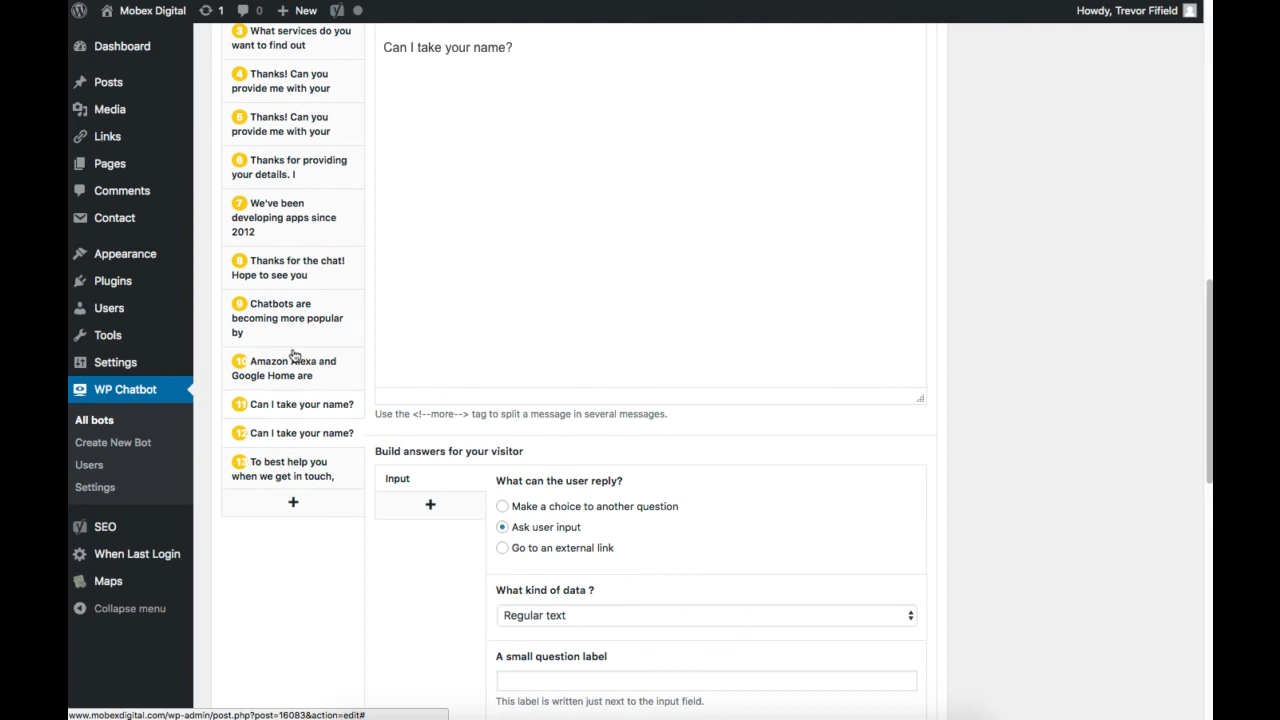 Mobex Digital
1
0
New
Howdy, Trevor Fifield
Dashboard
Posts
Media
Links
Pages
Comments
Contact
Appearance
Plugins
Users
Tools
Settings
WP Chatbot
All bots
Create New Bot
Users
Settings
SEO
When Last Login
Maps
Collapse menu
3 What services do you
want to find out
4 Thanks! Can you
provide me with your
5 Thanks! Can you
provide me with your
6 Thanks for providing
your details. I
7 We've been
developing apps since
2012
8 Thanks for the chat!
Hope to see you
9 Chatbots are
becoming more popular
by
10 Amazon Alexa and
Google Home are
11 Can I take your name?
12 Can I take your name?
13 To best help you
when we get in touch,
+
Can I take your name?
Use the <!--more--> tag to split a message in several messages.
Build answers for your visitor
Input
+
What can the user reply?
Make a choice to another question
Ask user input
Go to an external link
What kind of data ?
Regular text
A small question label
This label is written just next to the input field.
www.mobexdigital.com/wp-admin/post.php?post=16083&action=edit#